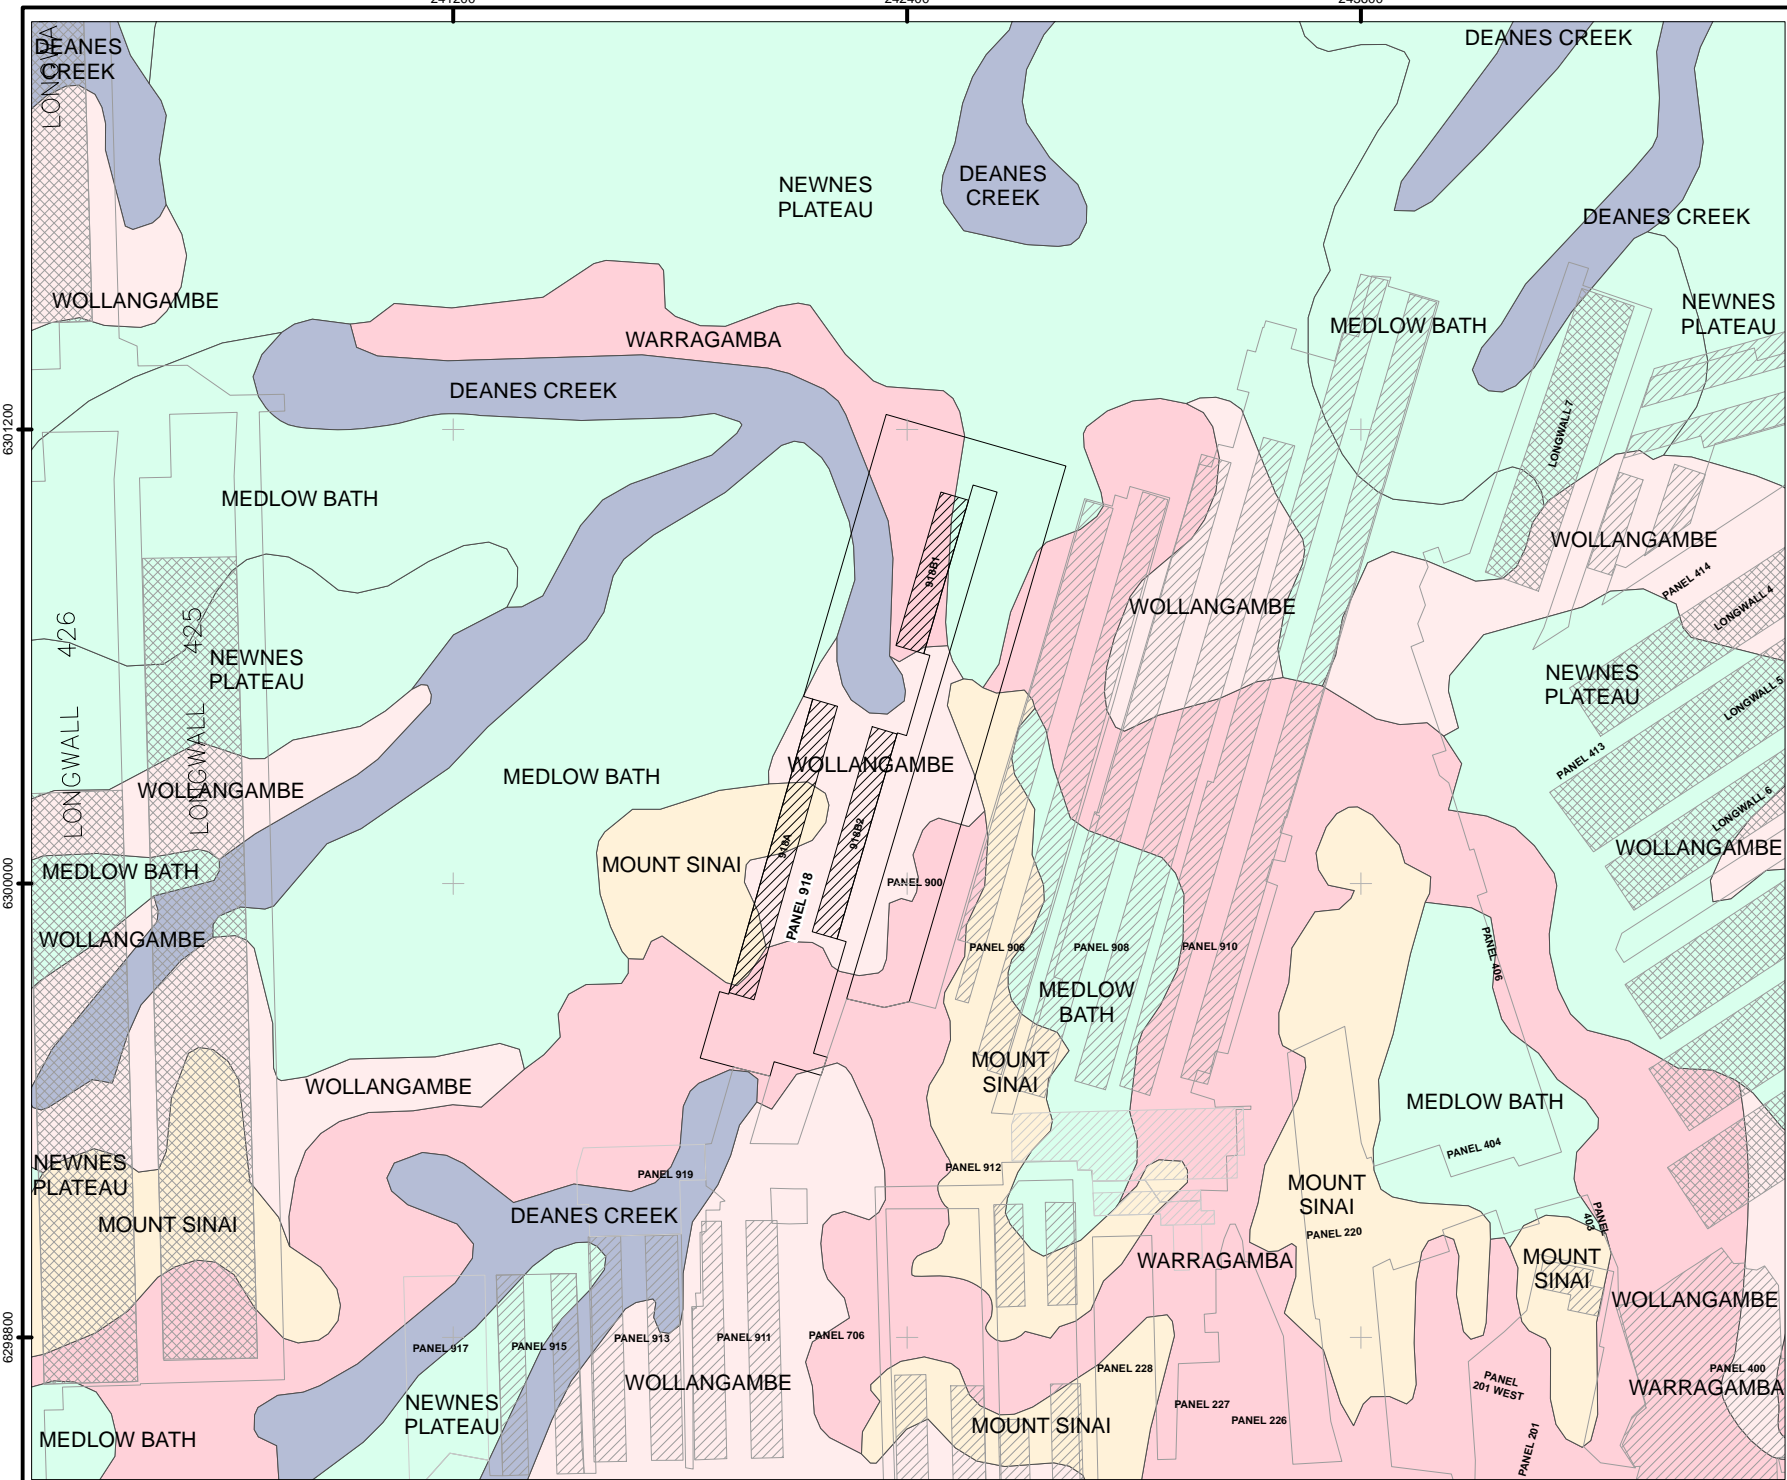 DEANES
CREEK
LONGWA
DEANES CREEK
NEWNES
PLATEAU
DEANES
CREEK
DEANES CREEK
WOLLANGAMBE
NEWNES
PLATEAU
MEDLOW BATH
WARRAGAMBA
DEANES CREEK
6301200
LONGWALL 7
MEDLOW BATH
WOLLANGAMBE
918B1
PANEL 414
LONGWALL 4
WOLLANGAMBE
LONGWALL 426
LONGWALL 425
NEWNES
PLATEAU
NEWNES
PLATEAU
LONGWALL 5
PANEL 413
WOLLANGAMBE
MEDLOW BATH
WOLLANGAMBE
LONGWALL 6
918A
918B2
WOLLANGAMBE
MOUNT SINAI
MEDLOW BATH
6300000
PANEL 900
PANEL 918
WOLLANGAMBE
PANEL 906
PANEL 908
PANEL 910
PANEL 406
MEDLOW
BATH
MOUNT
SINAI
WOLLANGAMBE
MEDLOW BATH
PANEL 404
NEWNES
PLATEAU
PANEL 919
PANEL 912
MOUNT
SINAI
MOUNT SINAI
DEANES CREEK
PANEL 220
PANEL
403
WARRAGAMBA
MOUNT
SINAI
WOLLANGAMBE
6298800
PANEL 917
PANEL 915
PANEL 913
PANEL 911
PANEL 706
PANEL 228
PANEL 400
WOLLANGAMBE
PANEL
201 WEST
WARRAGAMBA
NEWNES
PLATEAU
PANEL 227
PANEL 226
MOUNT SINAI
MEDLOW BATH
PANEL 201